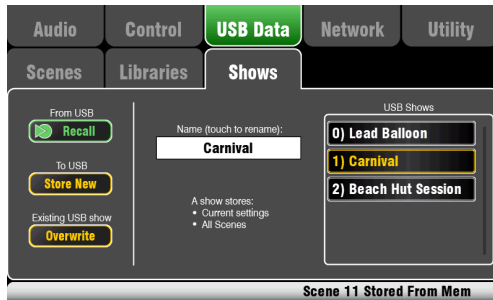 Audio
Control
USB Data
Network
Utility
Scenes
Libraries
Shows
From USB
Recall
To USB
Store New
Existing USB show
Overwrite
Name (touch to rename):
Carnival
A show stores:
• Current settings
• All Scenes
USB Shows
0) Lead Balloon
1) Carnival
2) Beach Hut Session
Scene 11 Stored From Mem